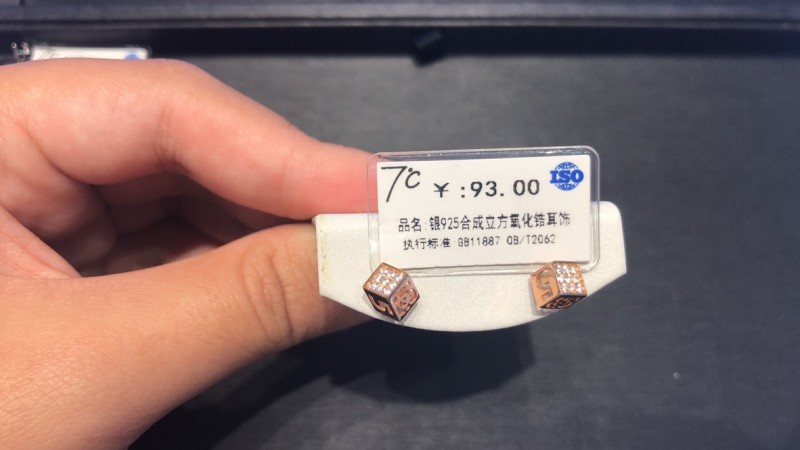 7℃ ¥:93.00 ISO
品名:银925合成立方氧化锆耳饰
执行标准:GB11887 QB/T2062